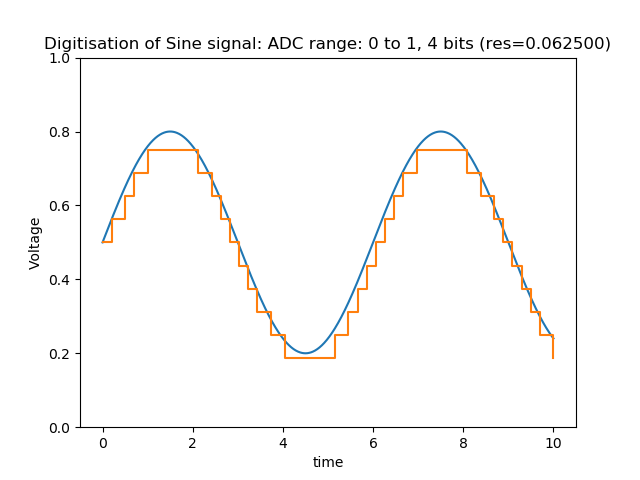 Digitisation of Sine signal: ADC range: 0 to 1, 4 bits (res=0.062500)
1.0
0.8
0.6
0.4
0.2
0.0
Voltage
0 2 4 6 8 10
time